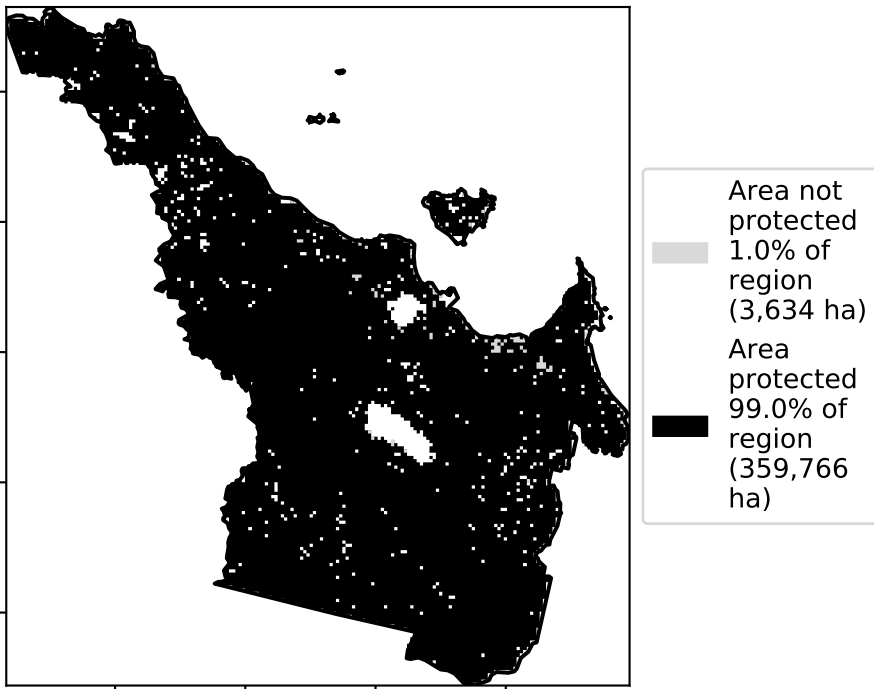 Area not
protected
1.0% of
region
(3,634 ha)
Area
protected
99.0% of
region
(359,766
ha)